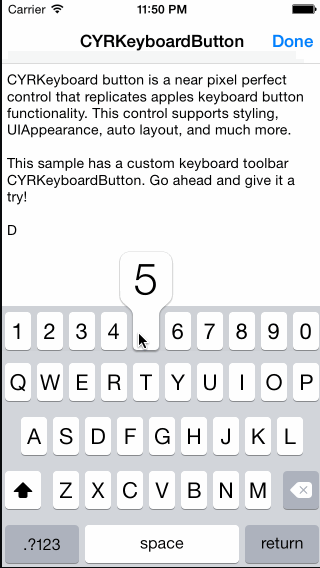 Carrier 11:50 PM
CYRKeyboardButton Done
CYRKeyboard button is a near pixel perfect
control that replicates apples keyboard button
functionality. This control supports styling,
UIAppearance, auto layout, and much more.
This sample has a custom keyboard toolbar
CYRKeyboardButton. Go ahead and give it a
try!
D
5
1 2 3 4 6 7 8 9 0
Q W E R T Y U I O P
A S D F G H J K L
Z X C V B N M
.?123 space return